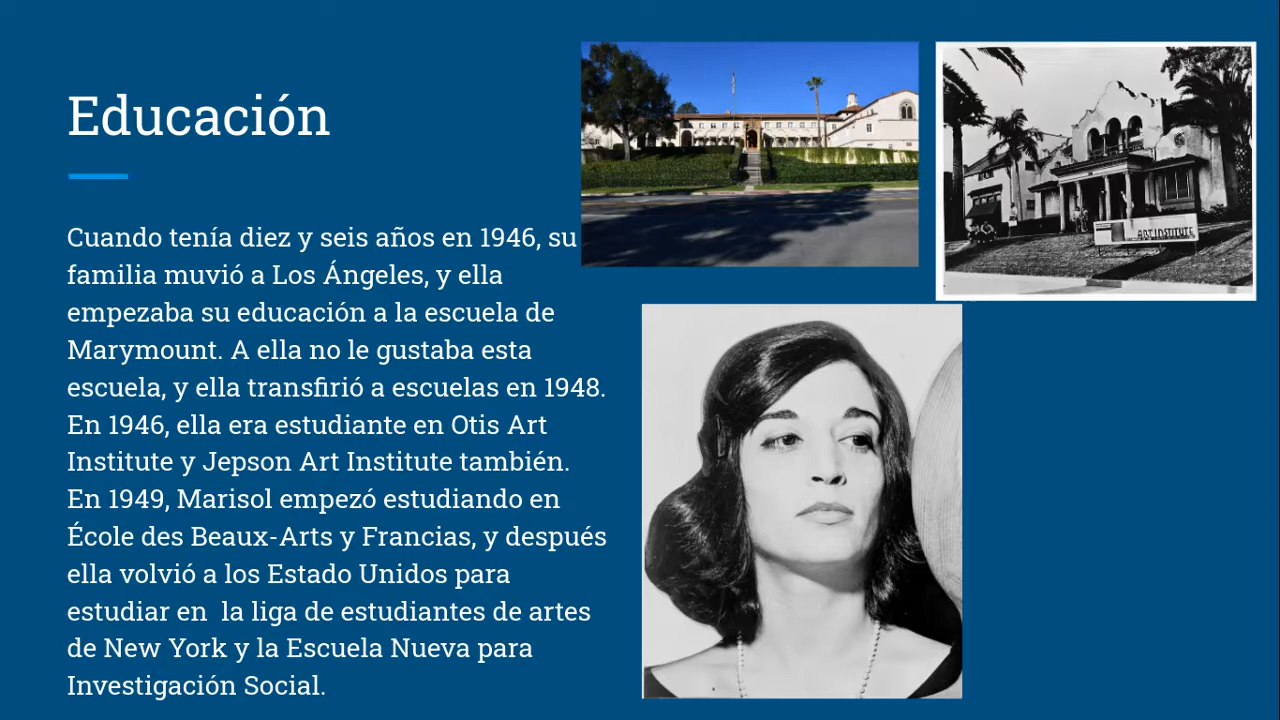 Educación
Cuando tenía diez y seis años en 1946, su
familia muvió a Los Ángeles, y ella
empezaba su educación a la escuela de
Marymount. A ella no le gustaba esta
escuela, y ella transfirió a escuelas en 1948.
En 1946, ella era estudiante en Otis Art
Institute y Jepson Art Institute también.
En 1949, Marisol empezó estudiando en
École des Beaux-Arts y Francias, y después
ella volvió a los Estado Unidos para
estudiar en  la liga de estudiantes de artes
de New York y la Escuela Nueva para
Investigación Social.
ART INSTITUTE